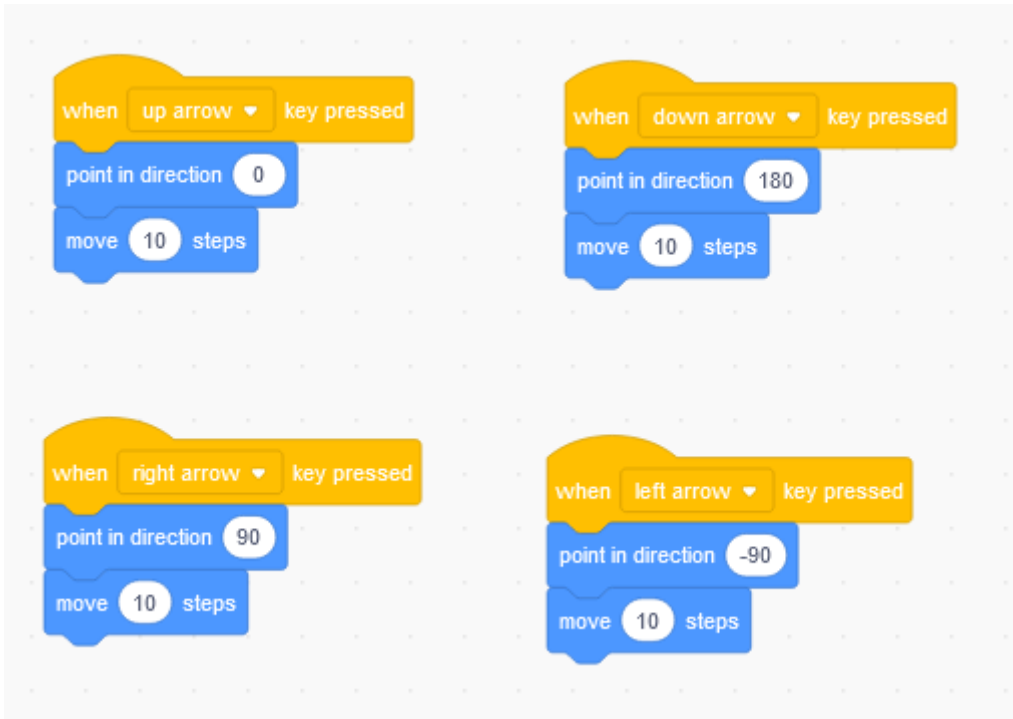 when up arrow key pressed
point in direction 0
move 10 steps
when down arrow key pressed
point in direction 180
move 10 steps
when right arrow key pressed
point in direction 90
move 10 steps
when left arrow key pressed
point in direction -90
move 10 steps